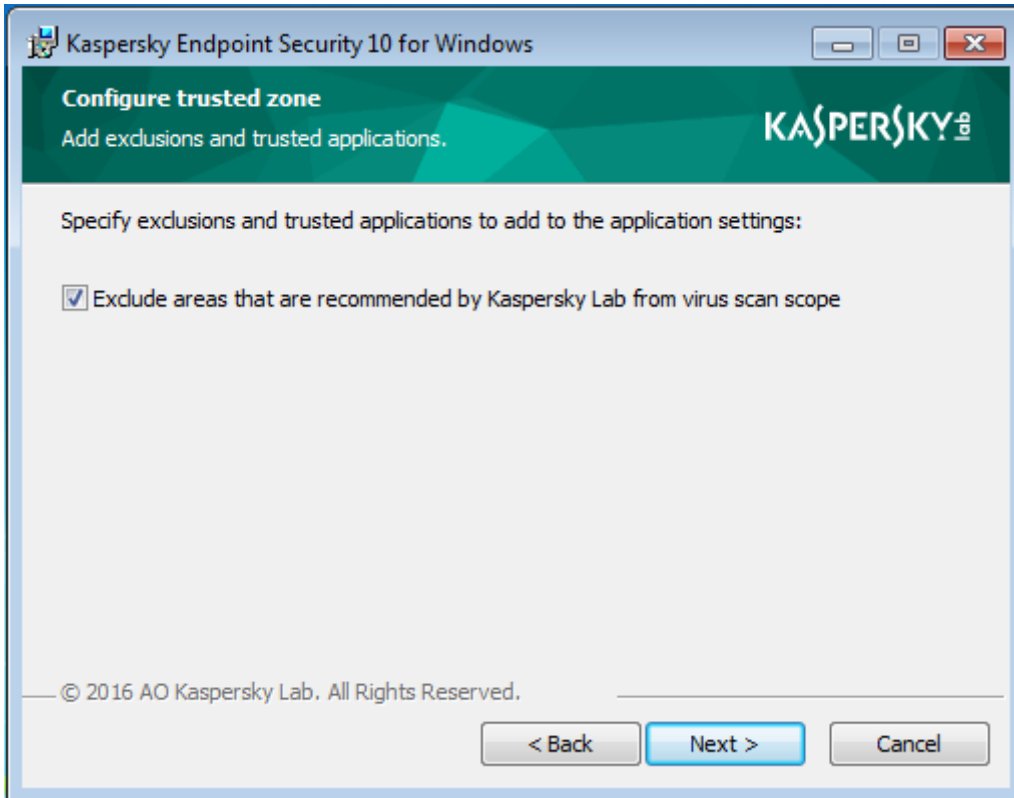 Kaspersky Endpoint Security 10 for Windows
Configure trusted zone
Add exclusions and trusted applications.
KASPERSKY lab
Specify exclusions and trusted applications to add to the application settings:
Exclude areas that are recommended by Kaspersky Lab from virus scan scope
© 2016 AO Kaspersky Lab. All Rights Reserved.
< Back
Next >
Cancel